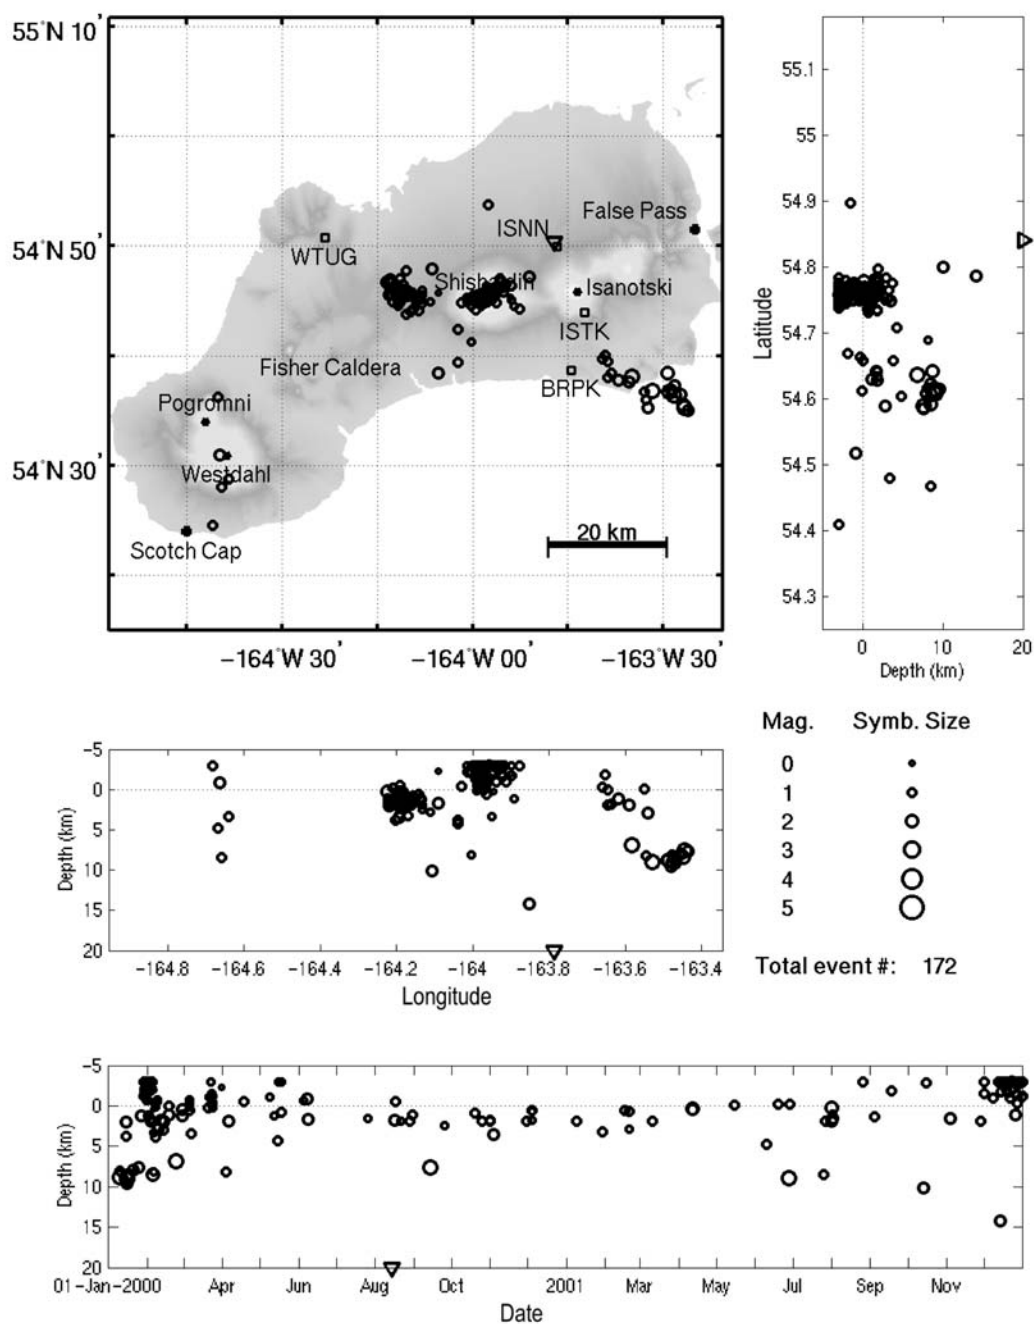 55°N 10'
54°N 50'
54°N 30'
False Pass
ISNN
WTUG
Shishaldin
Isanotski
ISTK
Fisher Caldera
BRPK
Pogromni
Westdahl
Scotch Cap
20 km
-164°W 30' -164°W 00' -163°W 30'
55.1
55
54.9
54.8
54.7
54.6
54.5
54.4
54.3
Latitude
0 10 20
Depth (km)
-5
0
5
10
15
20
Depth (km)
-164.8 -164.6 -164.4 -164.2 -164 -163.8 -163.6 -163.4
Longitude
Mag. Symb. Size
0
1
2
3
4
5
Total event #: 172
-5
0
5
10
15
20
Depth (km)
01-Jan-2000 Apr Jun Aug Oct 2001 Mar May Jul Sep Nov
Date